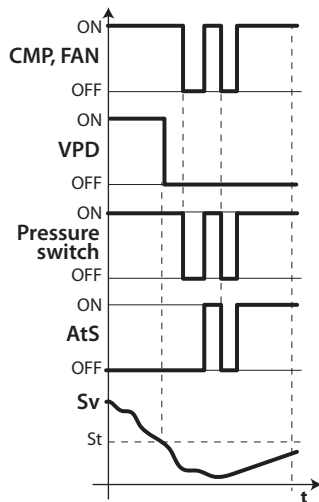 ON
CMP, FAN
OFF
ON
VPD
OFF
ON
Pressure
switch
OFF
ON
AtS
OFF
Sv
St
t